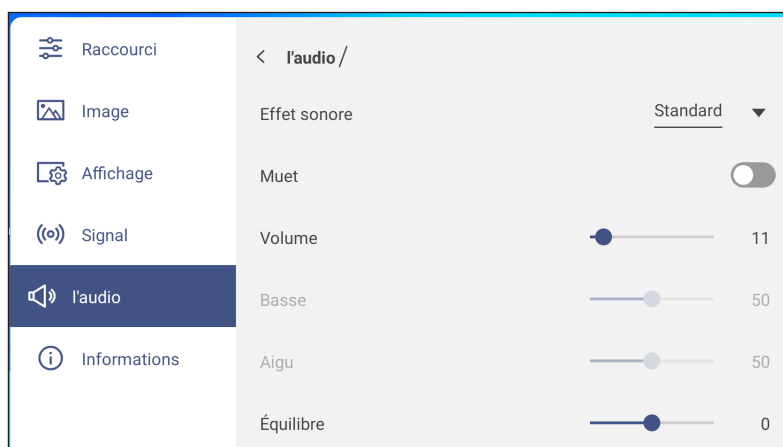 Raccourci
Image
Affichage
Signal
l'audio
Informations
l'audio /
Effet sonore Standard
Muet
Volume 11
Basse 50
Aigu 50
Équilibre 0